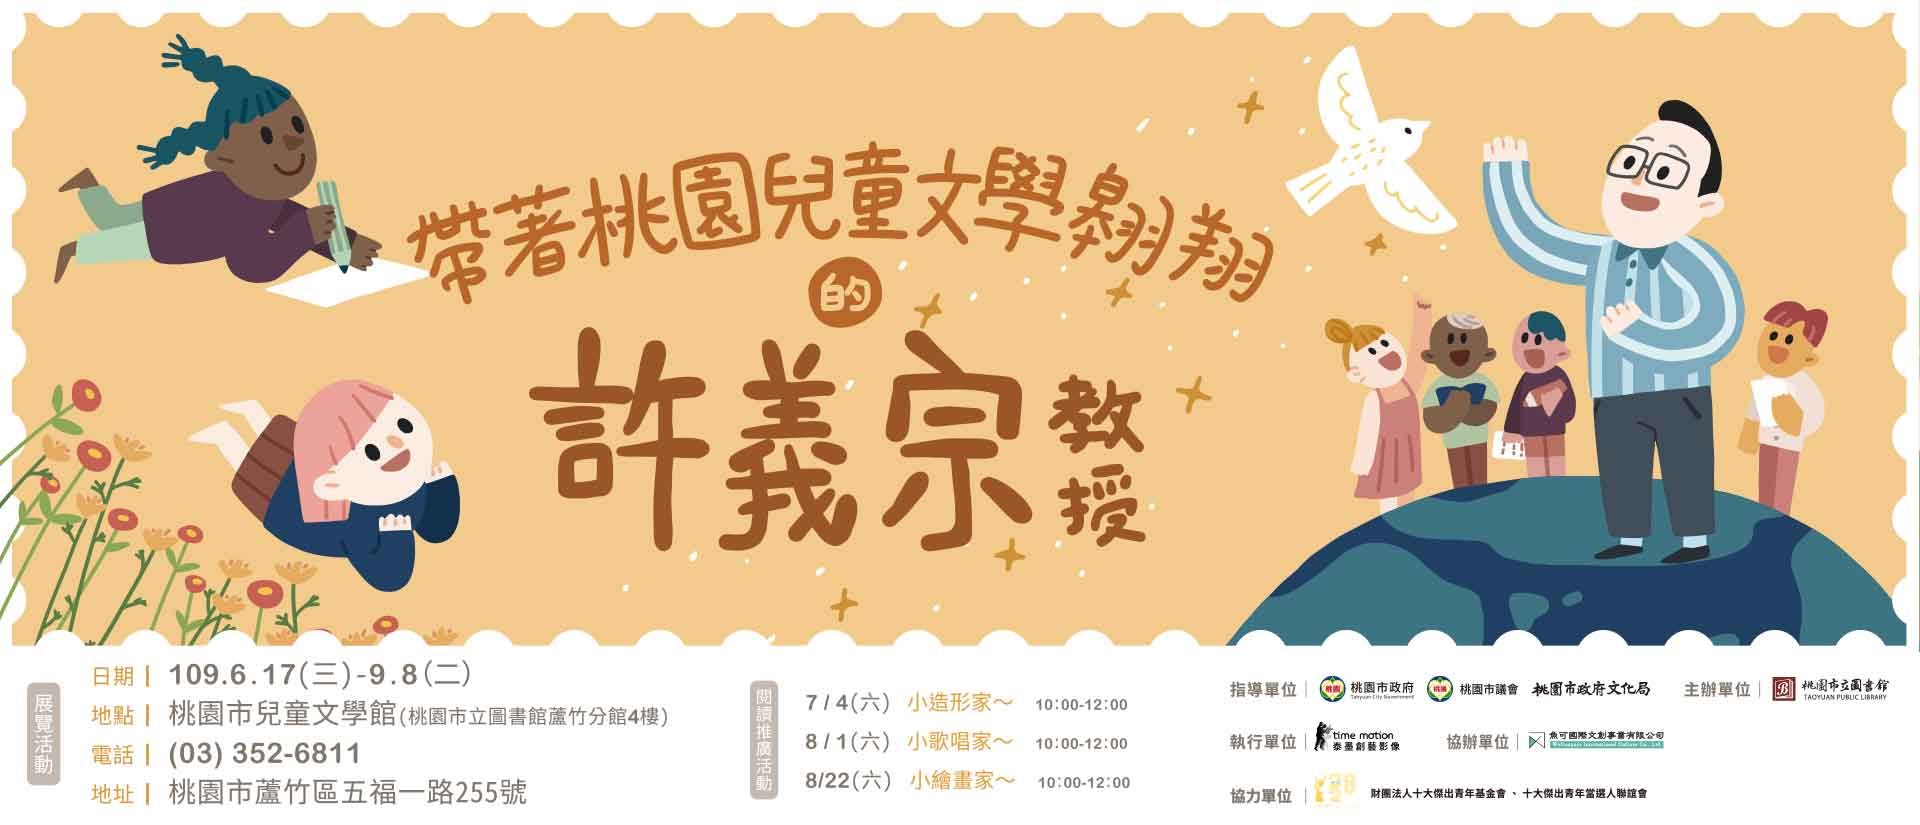 帶著桃園兒童文學翱翔
的
許義宗教授
展覽活動
日期 109.6.17(三)-9.8(二)
地點 桃園市兒童文學館(桃園市立圖書館蘆竹分館4樓)
電話 (03) 352-6811
地址 桃園市蘆竹區五福一路255號
閱讀推廣活動
7 / 4(六) 小造形家～ 10:00-12:00
8 / 1(六) 小歌唱家～ 10:00-12:00
8/22(六) 小繪畫家～ 10:00-12:00
指導單位 桃園 桃園市政府 Taoyuan City Government 桃園 桃園市議會 桃園市政府文化局 主辦單位 桃園市立圖書館 TAOYUAN PUBLIC LIBRARY
執行單位 time motion 泰墨創藝影像 協辦單位 魚可國際文創事業有限公司
協力單位 財團法人十大傑出青年基金會、十大傑出青年當選人聯誼會